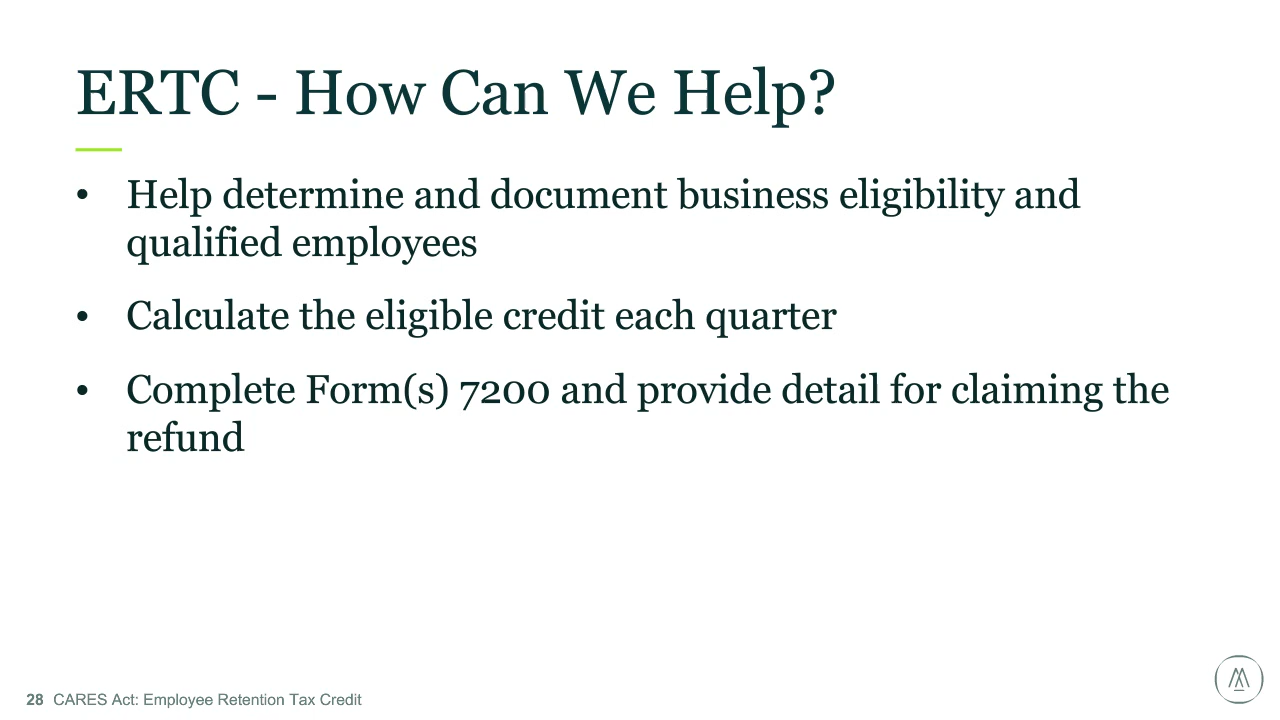 ERTC - How Can We Help?
• Help determine and document business eligibility and
qualified employees
• Calculate the eligible credit each quarter
• Complete Form(s) 7200 and provide detail for claiming the
refund
28 CARES Act: Employee Retention Tax Credit